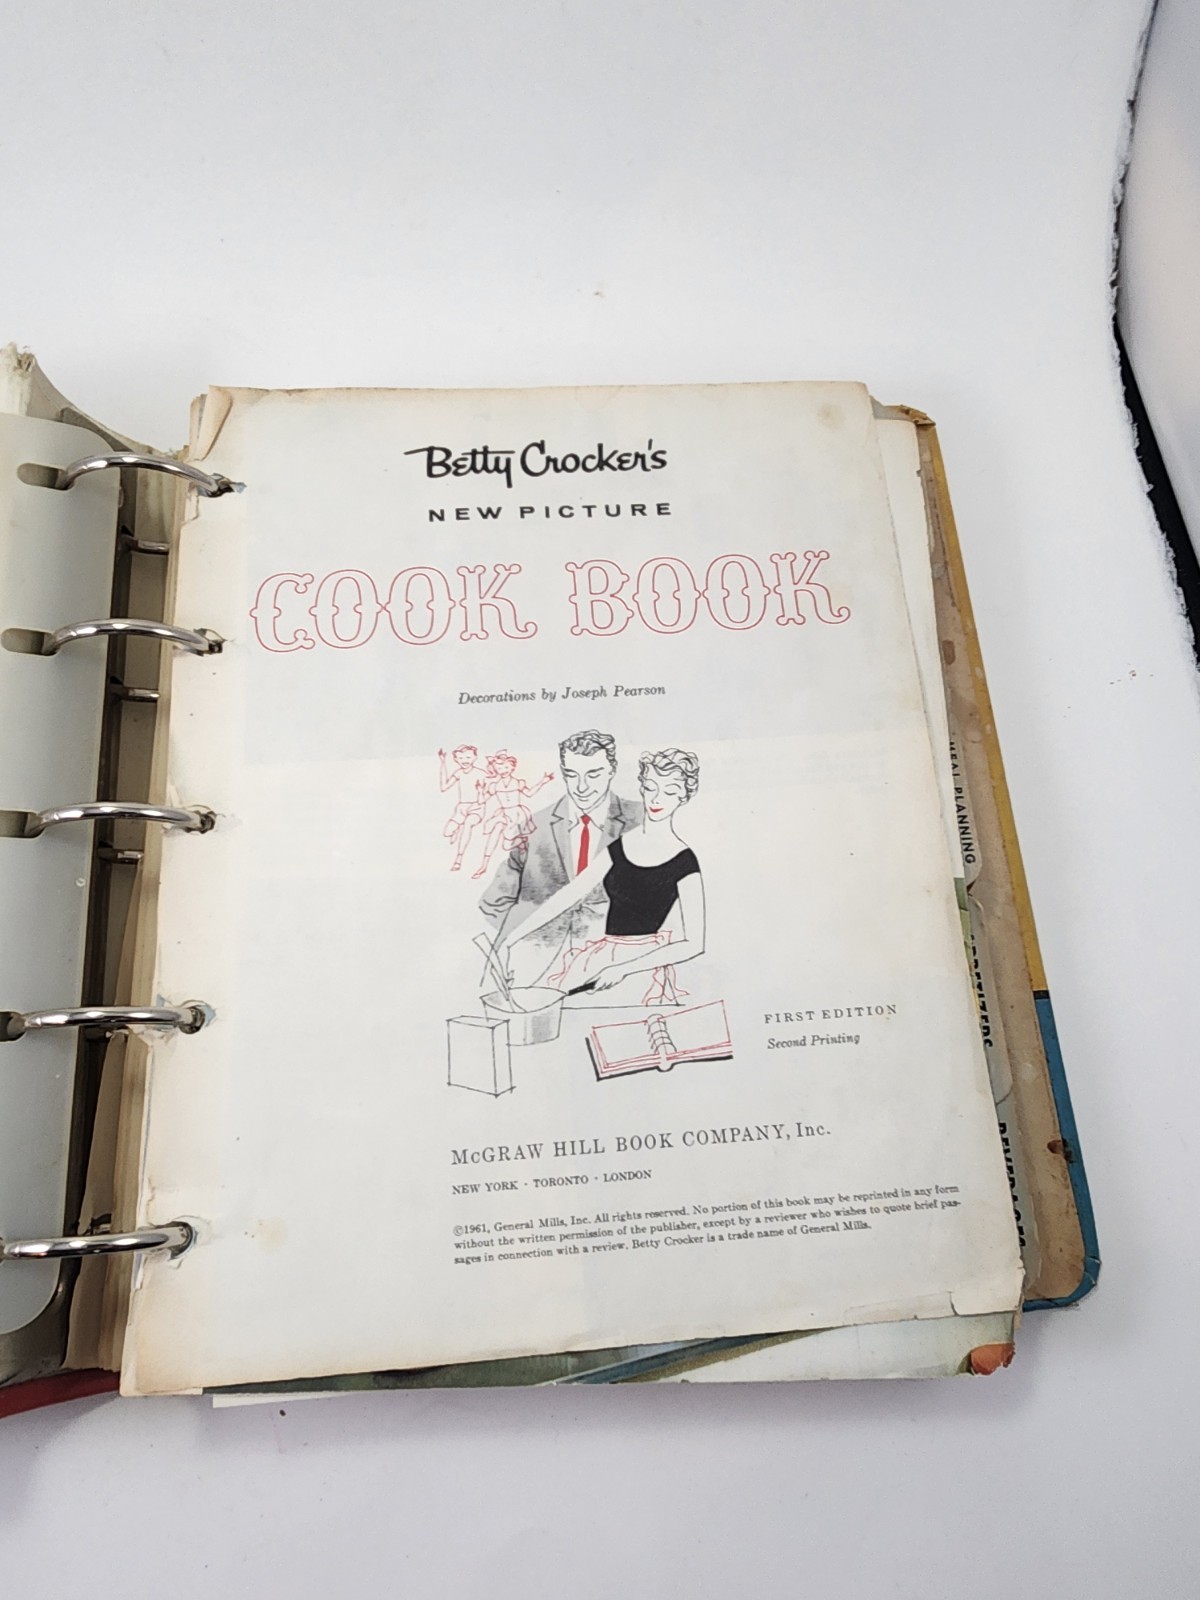 Betty Crocker's
NEW PICTURE
COOK BOOK
Decorations by Joseph Pearson
FIRST EDITION
Second Printing
McGRAW HILL BOOK COMPANY, Inc.
NEW YORK · TORONTO · LONDON
©1961, General Mills, Inc. All rights reserved. No portion of this book may be reprinted in any form
without the written permission of the publisher, except by a reviewer who wishes to quote brief pas-
sages in connection with a review. Betty Crocker is a trade name of General Mills.
MEAL PLANNING